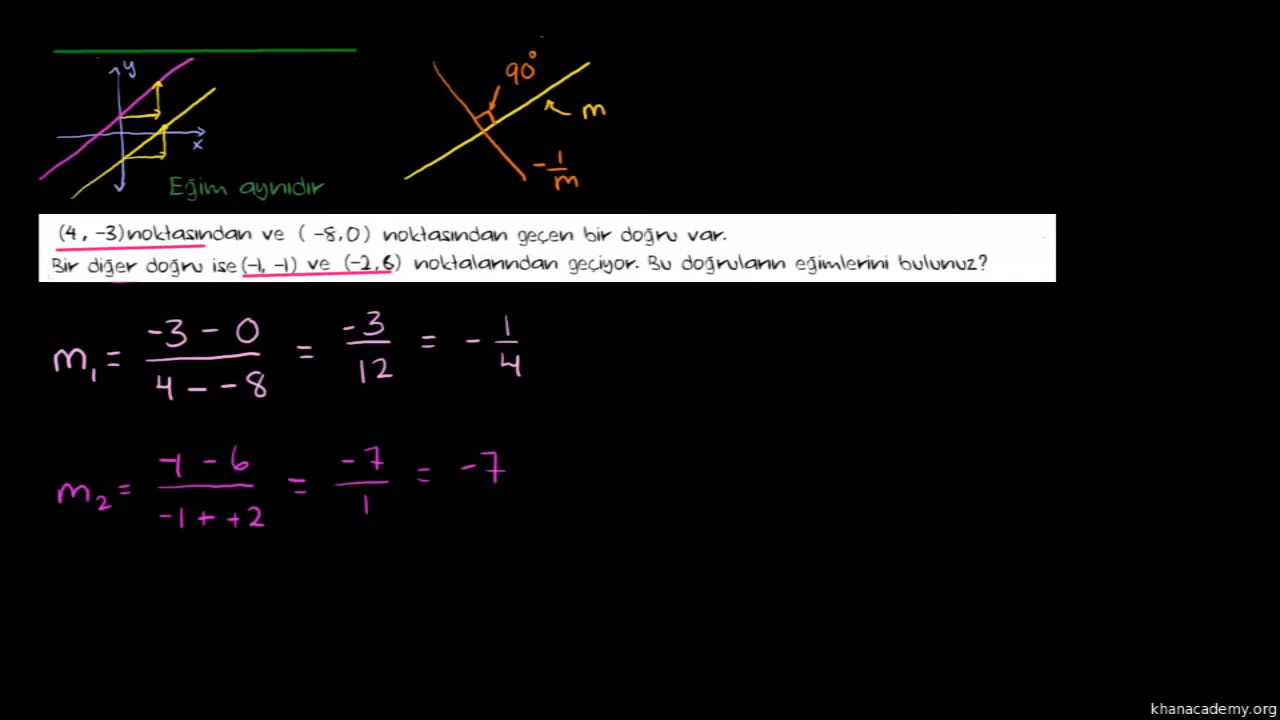 y
x
Eğim aynıdır
90°
m
-1/m
(4, -3) noktasından ve (-8,0) noktasından geçen bir doğru var.
Bir diğer doğru ise (-1, -1) ve (-2,6) noktalarından geçiyor. Bu doğruların eğimlerini bulunuz?
m₁ = (-3 - 0)/(4 - -8) = -3/12 = -1/4
m₂ = (-1 - 6)/(-1 + +2) = -7/1 = -7
khanacademy.org